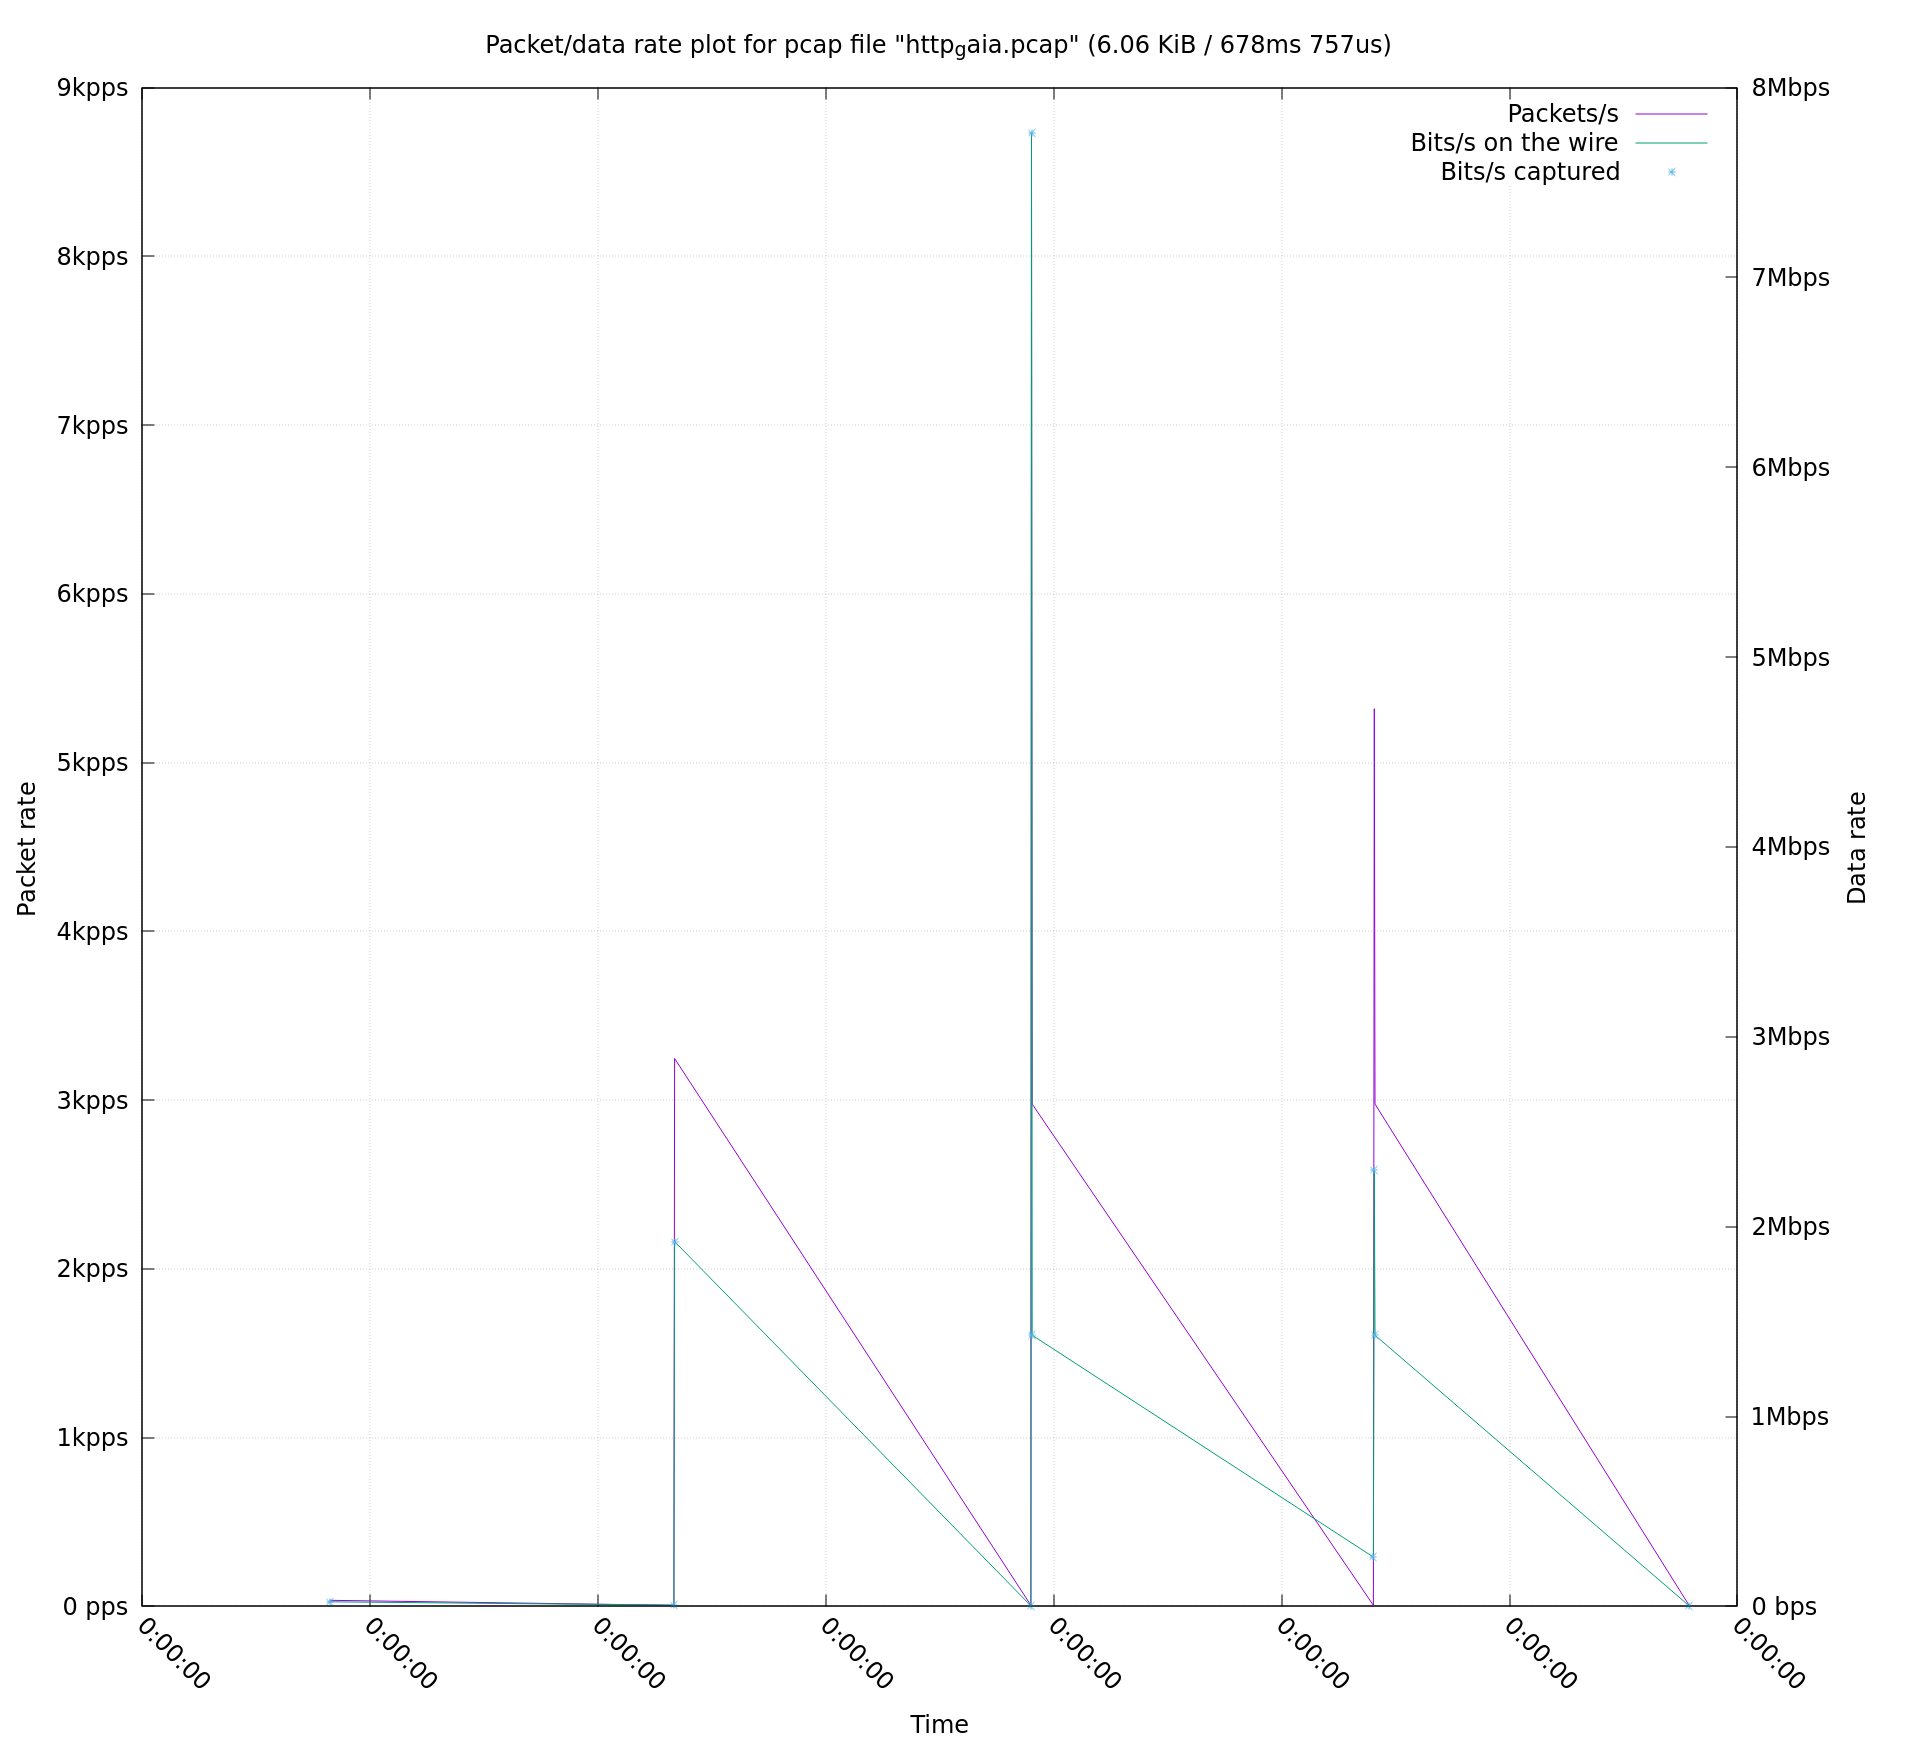 Packet/data rate plot for pcap file "httpgaia.pcap" (6.06 KiB / 678ms 757us)
9kpps
8kpps
7kpps
6kpps
5kpps
4kpps
3kpps
2kpps
1kpps
0 pps
Packet rate
Packets/s
Bits/s on the wire
Bits/s captured
8Mbps
7Mbps
6Mbps
5Mbps
4Mbps
3Mbps
2Mbps
1Mbps
0 bps
Data rate
0:00:00
0:00:00
0:00:00
0:00:00
0:00:00
0:00:00
0:00:00
0:00:00
Time